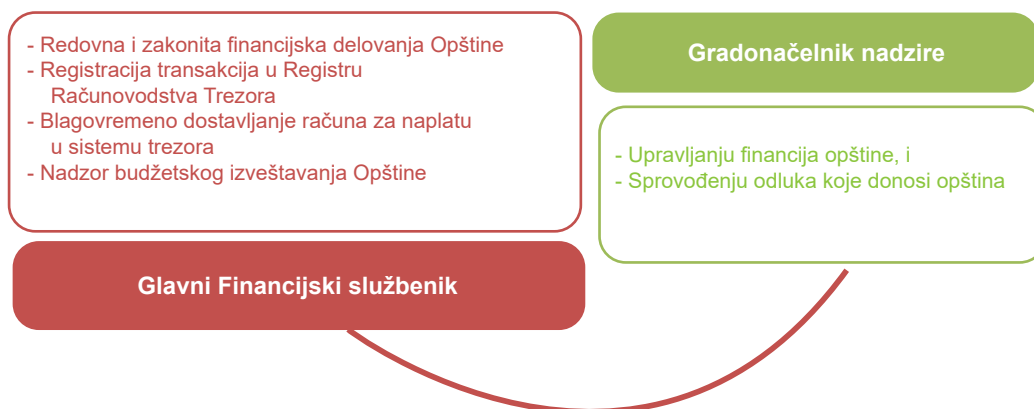 - Redovna i zakonita financijska delovanja Opštine
- Registracija transakcija u Registru
Računovodstva Trezora
- Blagovremeno dostavljanje računa za naplatu
u sistemu trezora
- Nadzor budžetskog izveštavanja Opštine
Glavni Financijski službenik
Gradonačelnik nadzire
- Upravljanju financija opštine, i
- Sprovođenju odluka koje donosi opština